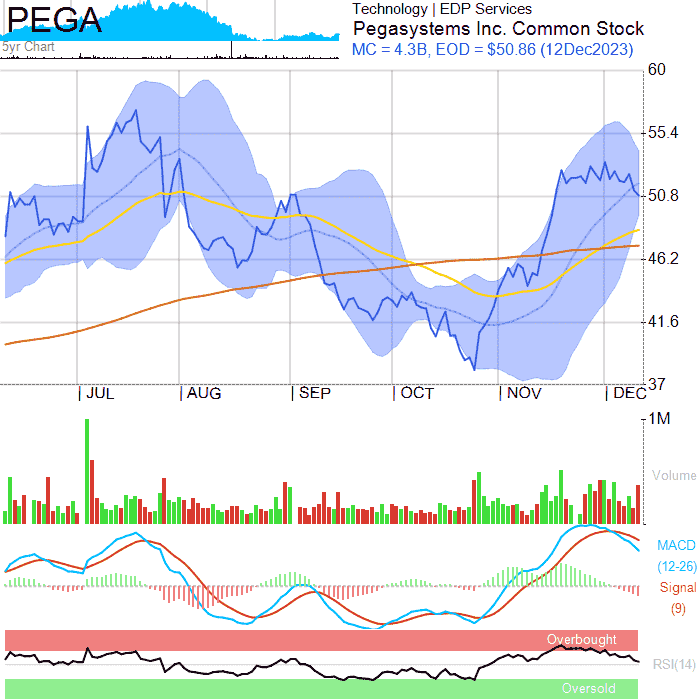 PEGA
5yr Chart
Technology | EDP Services
Pegasystems Inc. Common Stock
MC = 4.3B, EOD = $50.86 (12Dec2023)
60
55.4
50.8
46.2
41.6
37
JUL AUG SEP OCT NOV DEC
1M
Volume
MACD
(12-26)
Signal
(9)
Overbought
RSI(14)
Oversold